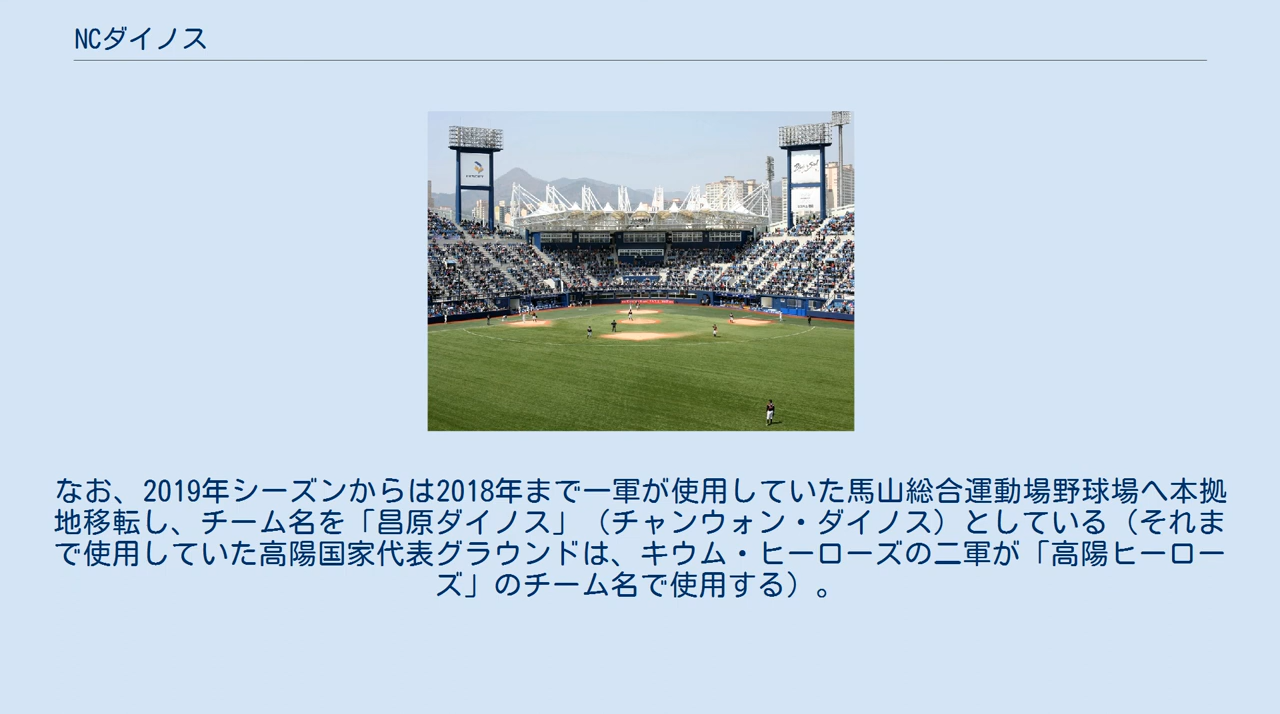 NCダイノス
なお、2019年シーズンからは2018年まで一軍が使用していた馬山総合運動場野球場へ本拠
地移転し、チーム名を「昌原ダイノス」（チャンウォン・ダイノス）としている（それま
で使用していた高陽国家代表グラウンドは、キウム・ヒーローズの二軍が「高陽ヒーロー
ズ」のチーム名で使用する）。